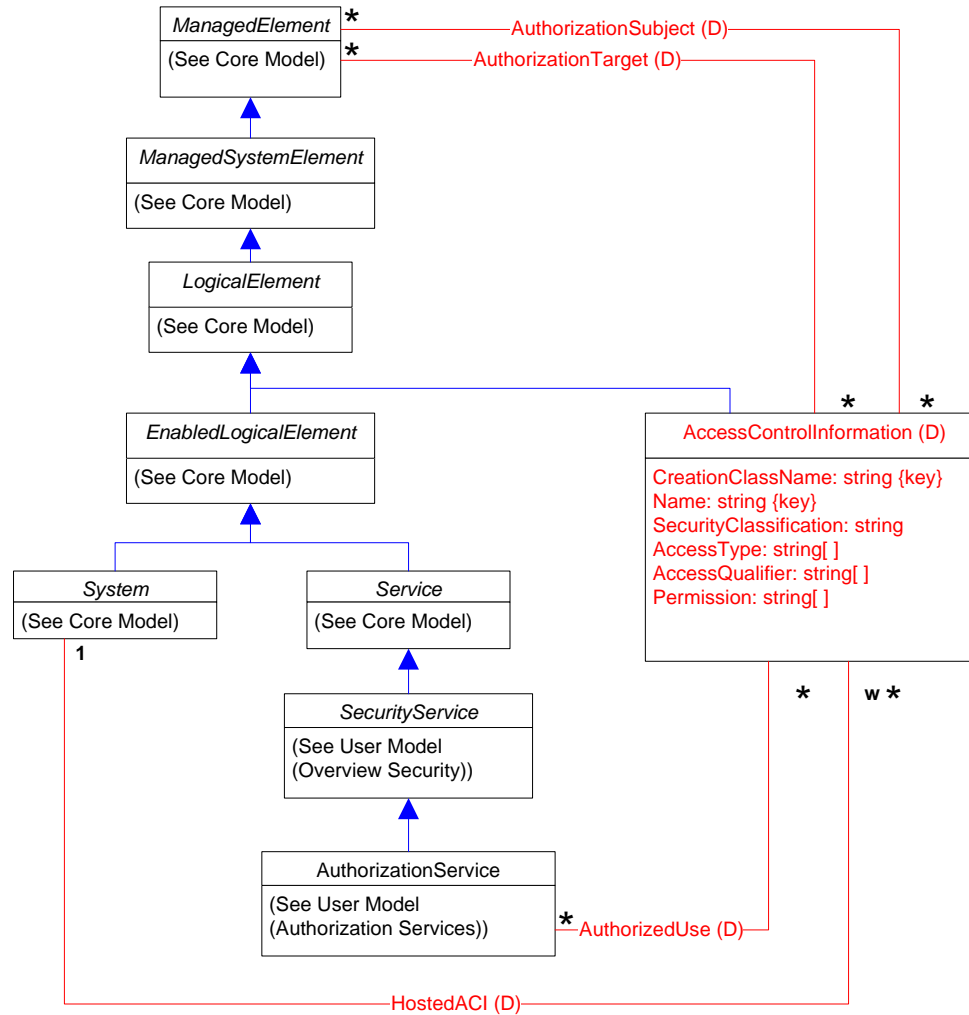 ManagedElement
(See Core Model)
*
*
AuthorizationSubject (D)
AuthorizationTarget (D)
ManagedSystemElement
(See Core Model)
LogicalElement
(See Core Model)
*
*
EnabledLogicalElement
(See Core Model)
AccessControlInformation (D)
CreationClassName: string {key}
Name: string {key}
SecurityClassification: string
AccessType: string[ ]
AccessQualifier: string[ ]
Permission: string[ ]
System
(See Core Model)
1
Service
(See Core Model)
*
w *
SecurityService
(See User Model
(Overview Security))
AuthorizationService
(See User Model
(Authorization Services))
*
AuthorizedUse (D)
HostedACI (D)